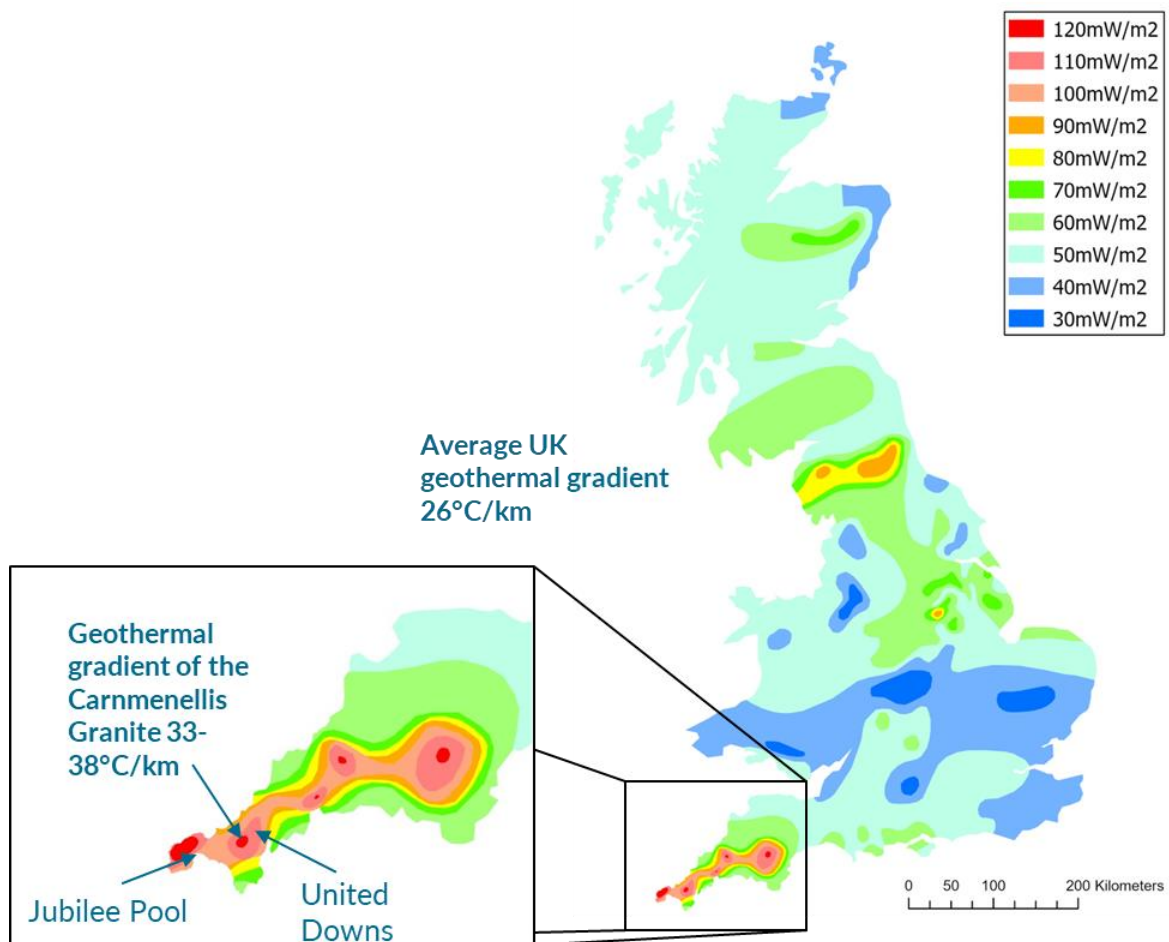 120mW/m2
110mW/m2
100mW/m2
90mW/m2
80mW/m2
70mW/m2
60mW/m2
50mW/m2
40mW/m2
30mW/m2
Average UK
geothermal gradient
26°C/km
Geothermal
gradient of the
Carnmenellis
Granite 33-
38°C/km
Jubilee Pool
United
Downs
0 50 100 200 Kilometers